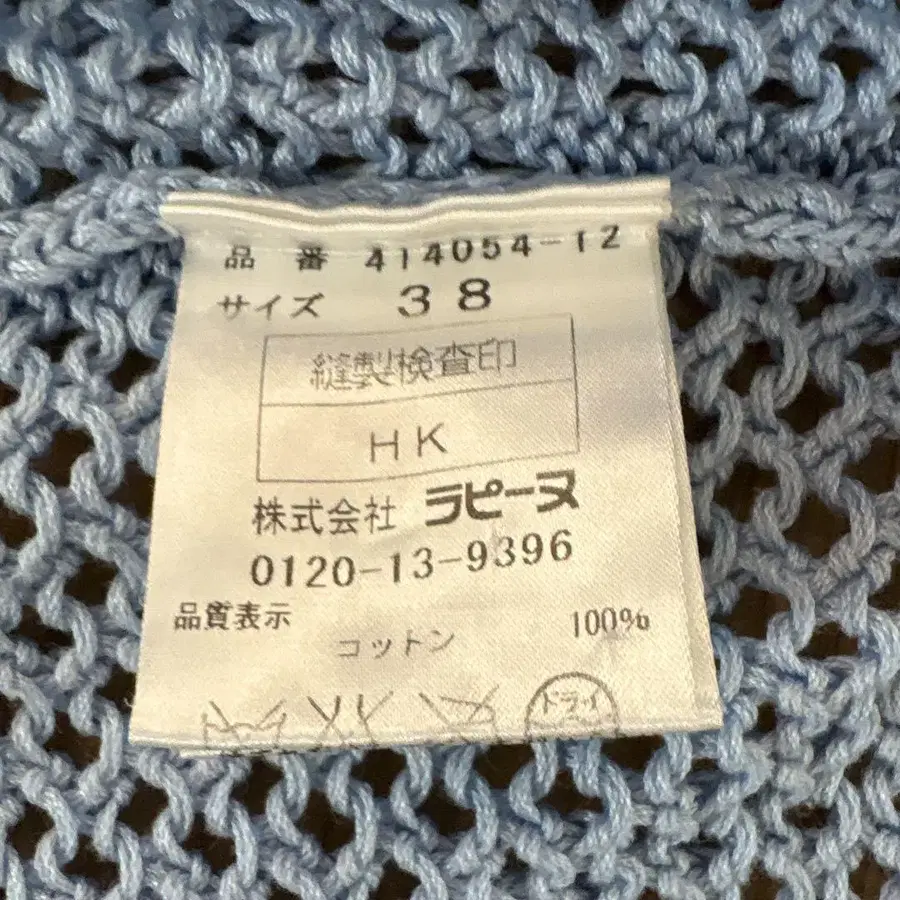 品番 414054-12
サイズ 38
縫製検査印
HK
株式会社 ラピーヌ
0120-13-9396
品質表示
コットン 100%
ドライ